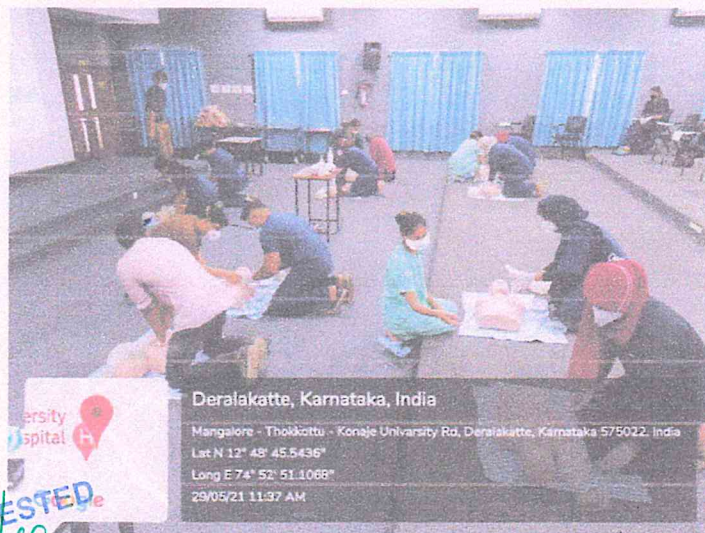 Deralakatte, Karnataka, India
ersity
spital H
Mangalore - Thokkottu - Konaje University Rd, Deralakatte, Karnataka 575022, India
Lat N 12° 48' 45.5436"
Long E 74° 52' 51.1068"
29/05/21 11:37 AM
ESTED